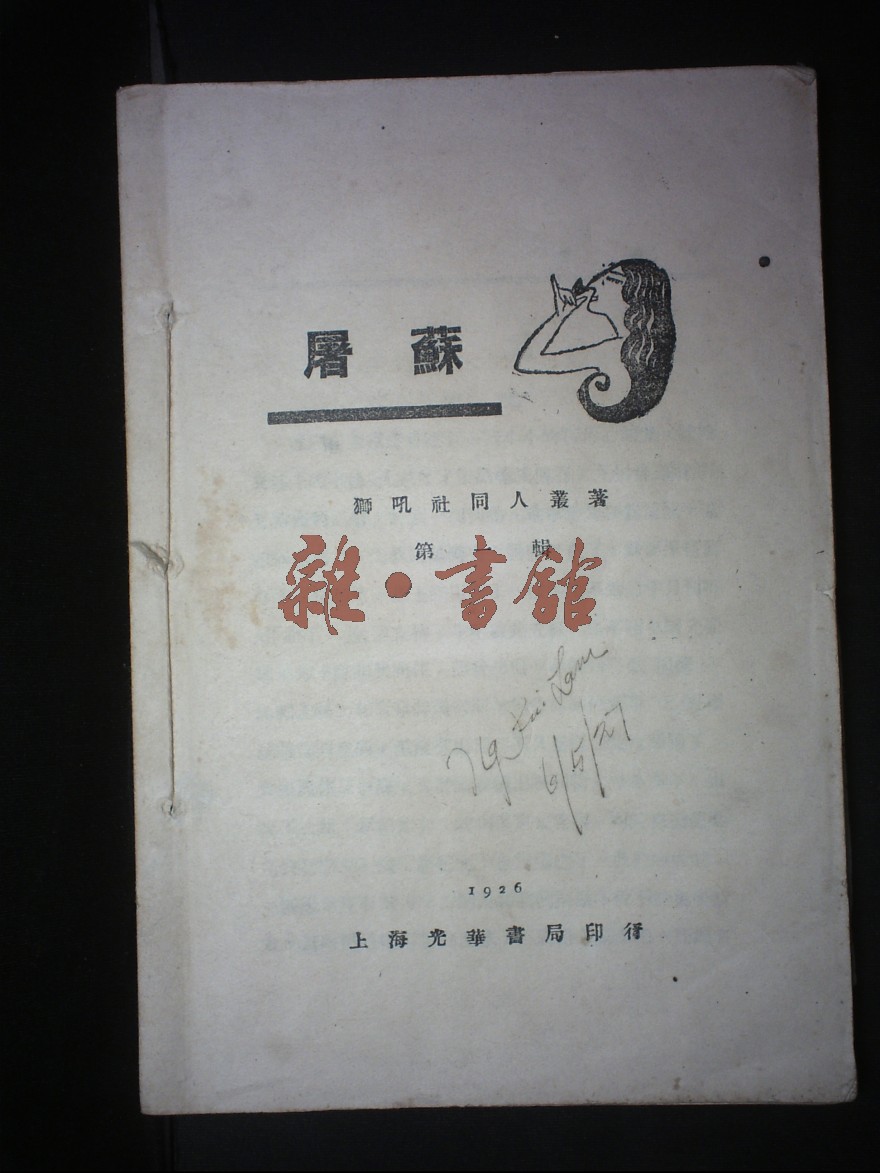 屠蘇
獅吼社同人叢著
第一輯
雜·書館
6/5/27
1926
上海光華書局印行